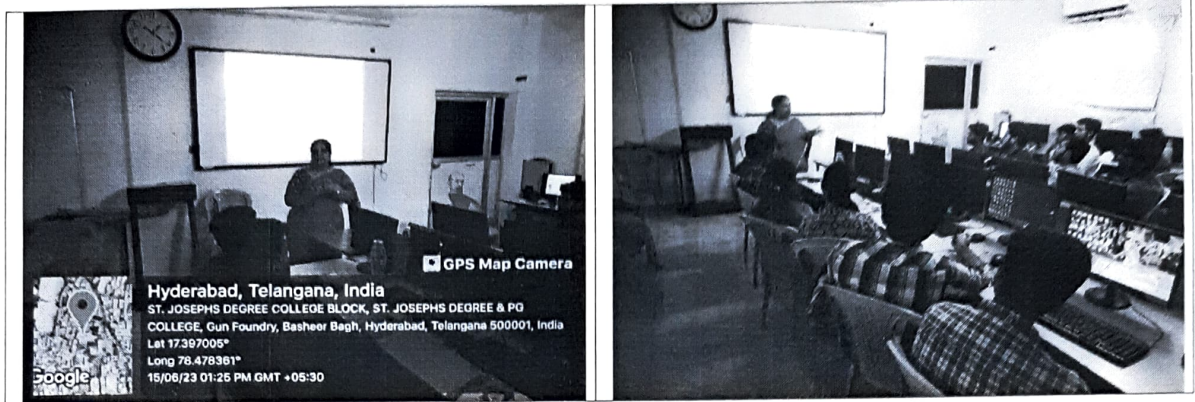 GPS Map Camera
Hyderabad, Telangana, India
ST. JOSEPHS DEGREE COLLEGE BLOCK, ST. JOSEPHS DEGREE & PG
COLLEGE, Gun Foundry, Basheer Bagh, Hyderabad, Telangana 500001, India
Lat 17.397005°
Long 78.478361°
15/06/23 01:25 PM GMT +05:30
Google